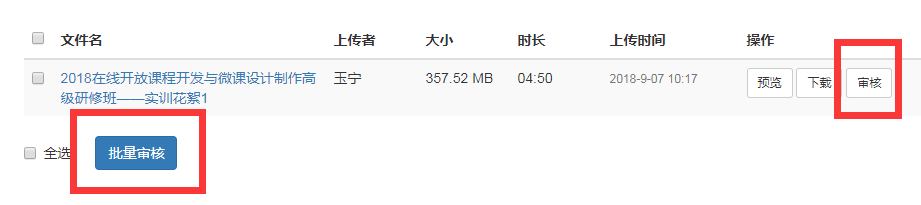 文件名 上传者 大小 时长 上传时间 操作
2018在线开放课程开发与微课设计制作高 玉宁 357.52 MB 04:50 2018-9-07 10:17 预览 下载 审核
级研修班——实训花絮1
全选 批量审核